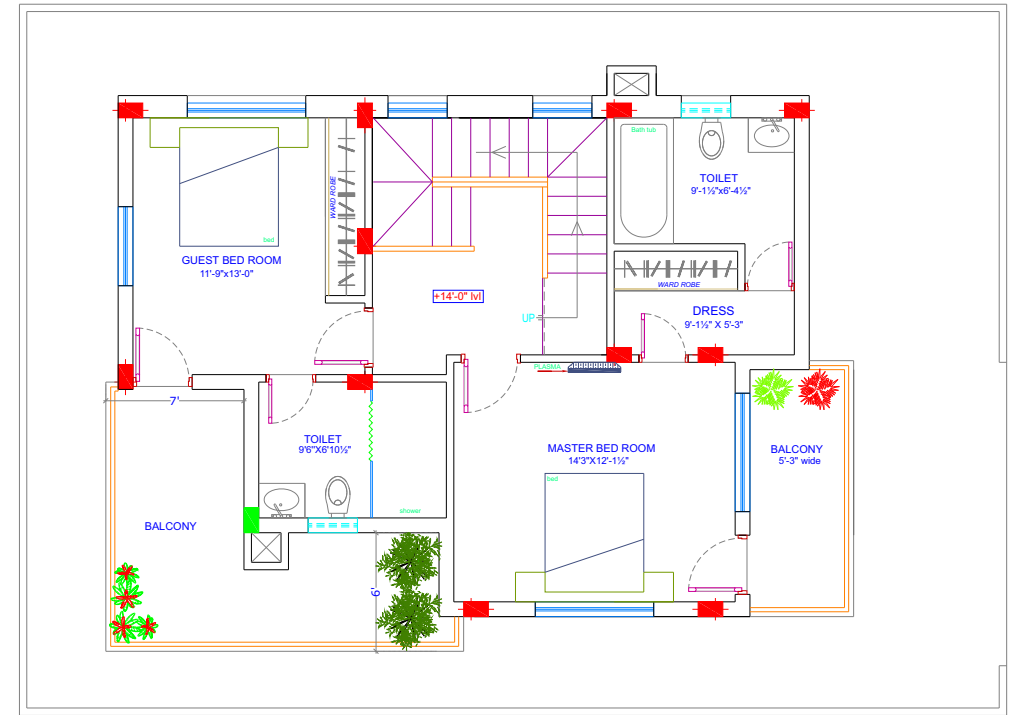 Bath tub
TOILET
9'-1½"x6'-4½"
WARD ROBE
bed
GUEST BED ROOM
11'-9"x13'-0"
WARD ROBE
+14'-0" lvl
DRESS
9'-1½" X 5'-3"
UP
PLASMA
7'
TOILET
9'6"X6'10½"
MASTER BED ROOM
14'3"X12'-1½"
BALCONY
5'-3" wide
bed
shower
BALCONY
6'